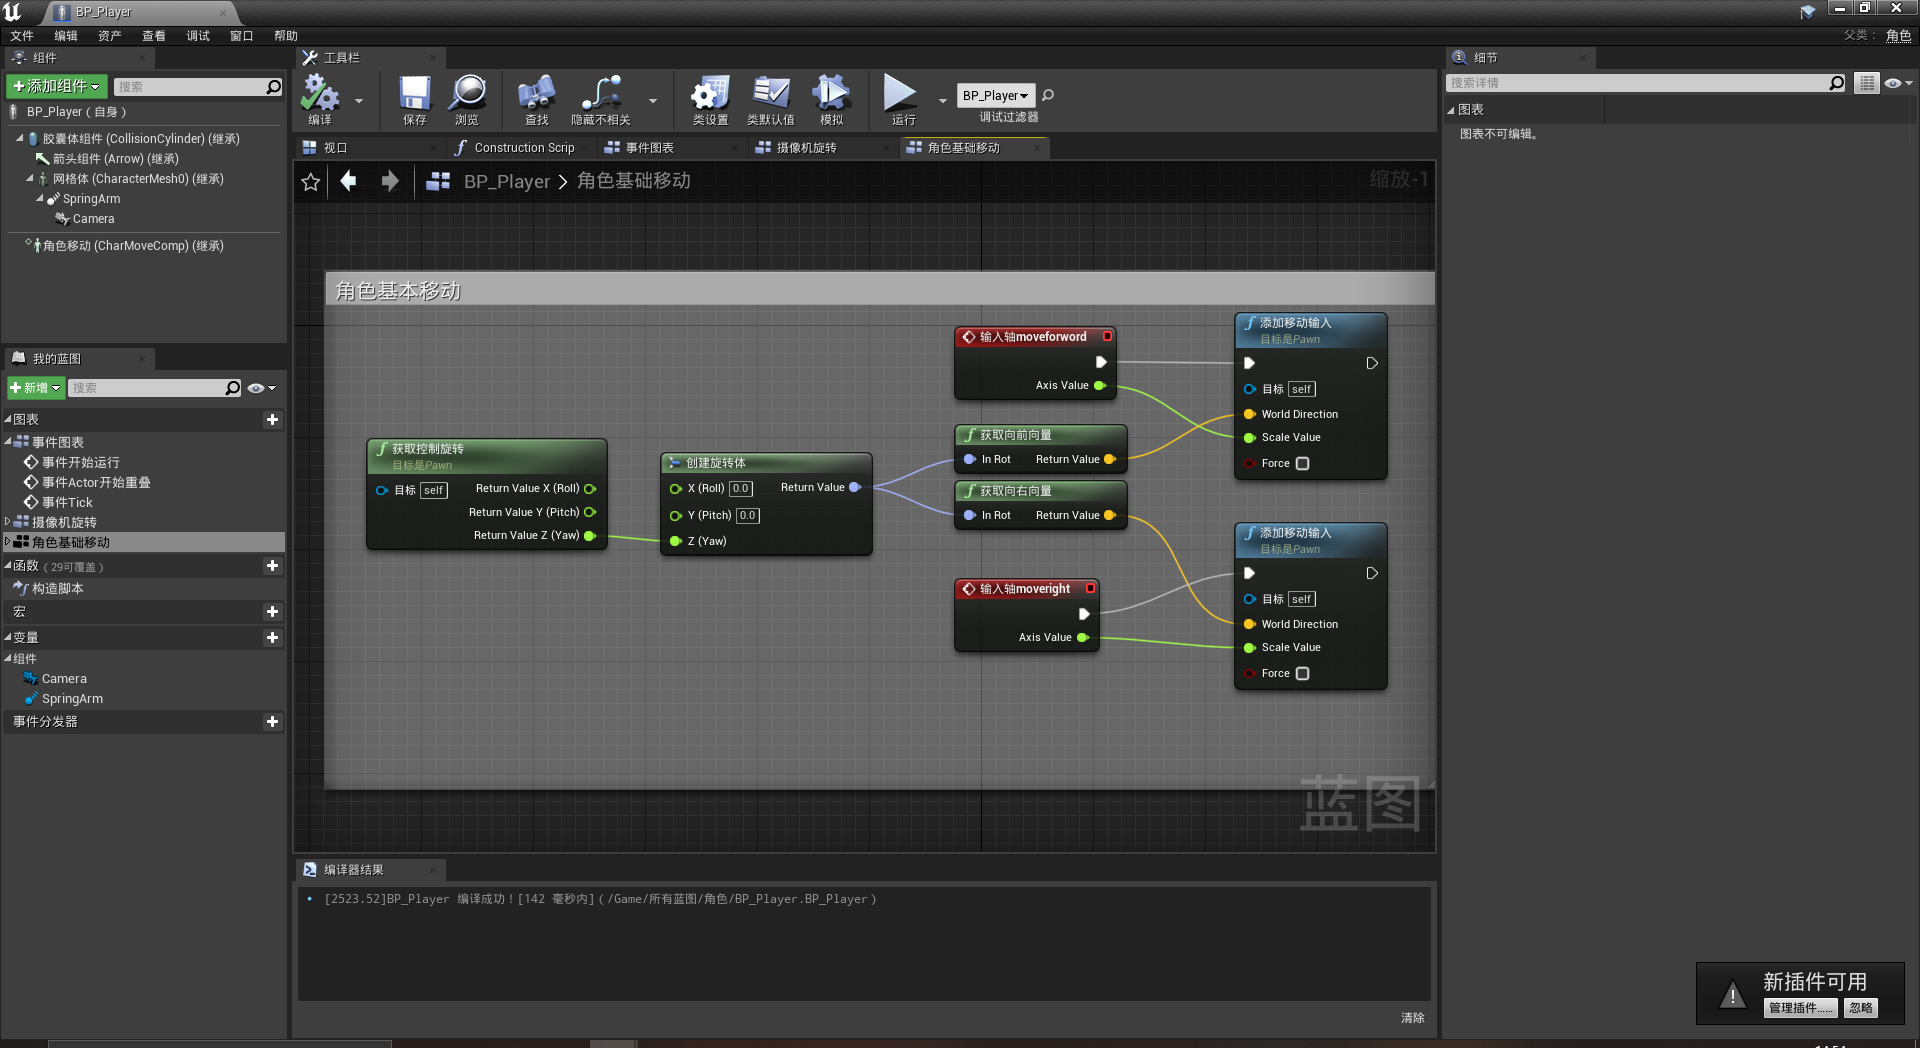 BP_Player
文件 编辑 资产 查看 调试 窗口 帮助
父类： 角色
组件
添加组件
搜索
BP_Player（自身）
胶囊体组件 (CollisionCylinder) (继承)
箭头组件 (Arrow) (继承)
网格体 (CharacterMesh0) (继承)
SpringArm
Camera
角色移动 (CharMoveComp) (继承)
我的蓝图
新增
搜索
图表
事件图表
事件开始运行
事件Actor开始重叠
事件Tick
摄像机旋转
角色基础移动
函数（29可覆盖）
构造脚本
宏
变量
组件
Camera
SpringArm
事件分发器
工具栏
编译
保存
浏览
查找
隐藏不相关
类设置
类默认值
模拟
运行
BP_Player
调试过滤器
视口
Construction Scrip
事件图表
摄像机旋转
角色基础移动
BP_Player > 角色基础移动
缩放-1
角色基本移动
获取控制旋转
目标是Pawn
目标 self
Return Value X (Roll)
Return Value Y (Pitch)
Return Value Z (Yaw)
创建旋转体
X (Roll) 0.0 Return Value
Y (Pitch) 0.0
Z (Yaw)
输入轴moveforword
Axis Value
获取向前向量
In Rot Return Value
获取向右向量
In Rot Return Value
输入轴moveright
Axis Value
添加移动输入
目标是Pawn
目标 self
World Direction
Scale Value
Force
添加移动输入
目标是Pawn
目标 self
World Direction
Scale Value
Force
蓝图
编译器结果
[2523.52]BP_Player 编译成功！[142 毫秒内]（/Game/所有蓝图/角色/BP_Player.BP_Player）
清除
细节
搜索详情
图表
图表不可编辑。
新插件可用
管理插件...... 忽略